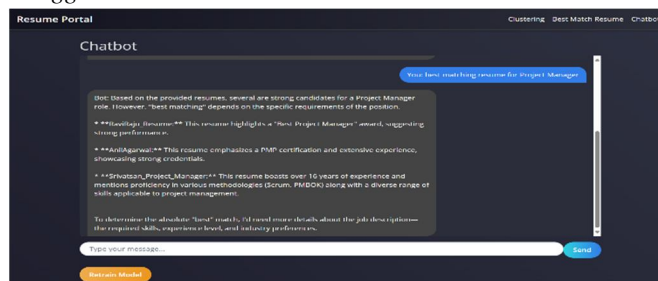 Resume Portal
Clustering Best Match Resume Chatbot
Chatbot
Your best matching resume for Project Manager
Bot: Based on the provided resumes, several are strong candidates for a Project Manager
role. However, "best matching" depends on the specific requirements of the position.
* **RaviRaju_Resume:** This resume highlights a "Best Project Manager" award, suggesting
strong performance.
* **AnilAgarwal:** This resume emphasizes a PMP certification and extensive experience,
showcasing strong credentials.
* **Srivatsan_Project_Manager:** This resume boasts over 16 years of experience and
mentions proficiency in various methodologies (Scrum, PMBOK) along with a diverse range of
skills applicable to project management.
To determine the absolute "best" match, I'd need more details about the job description—
the required skills, experience level, and industry preferences.
Type your message...
Send
Retrain Model